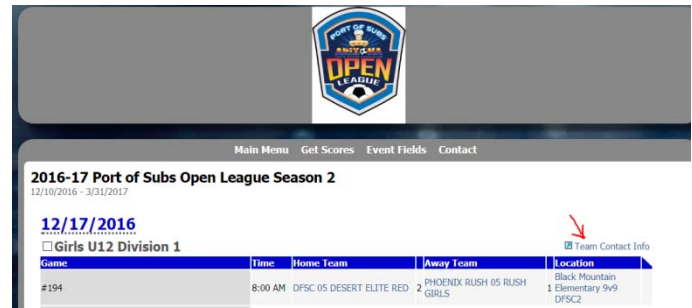 PORT OF SUBS
ARIZONA
OPEN
LEAGUE
Main Menu Get Scores Event Fields Contact
2016-17 Port of Subs Open League Season 2
12/10/2016 - 3/31/2017
12/17/2016
Girls U12 Division 1
Team Contact Info
Game Time Home Team Away Team Location
#194 8:00 AM DFSC 05 DESERT ELITE RED 2 PHOENIX RUSH 05 RUSH GIRLS 1 Black Mountain Elementary 9v9 DFSC2